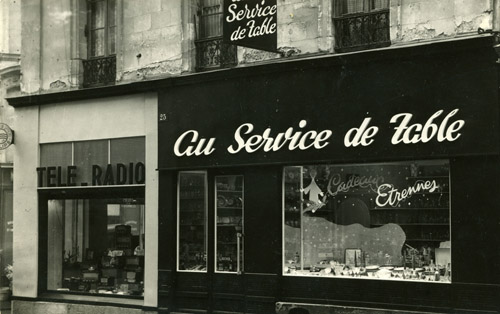 Service
de Table
25
Au Service de Table
TELE - RADIO
Cadeaux
Etrennes